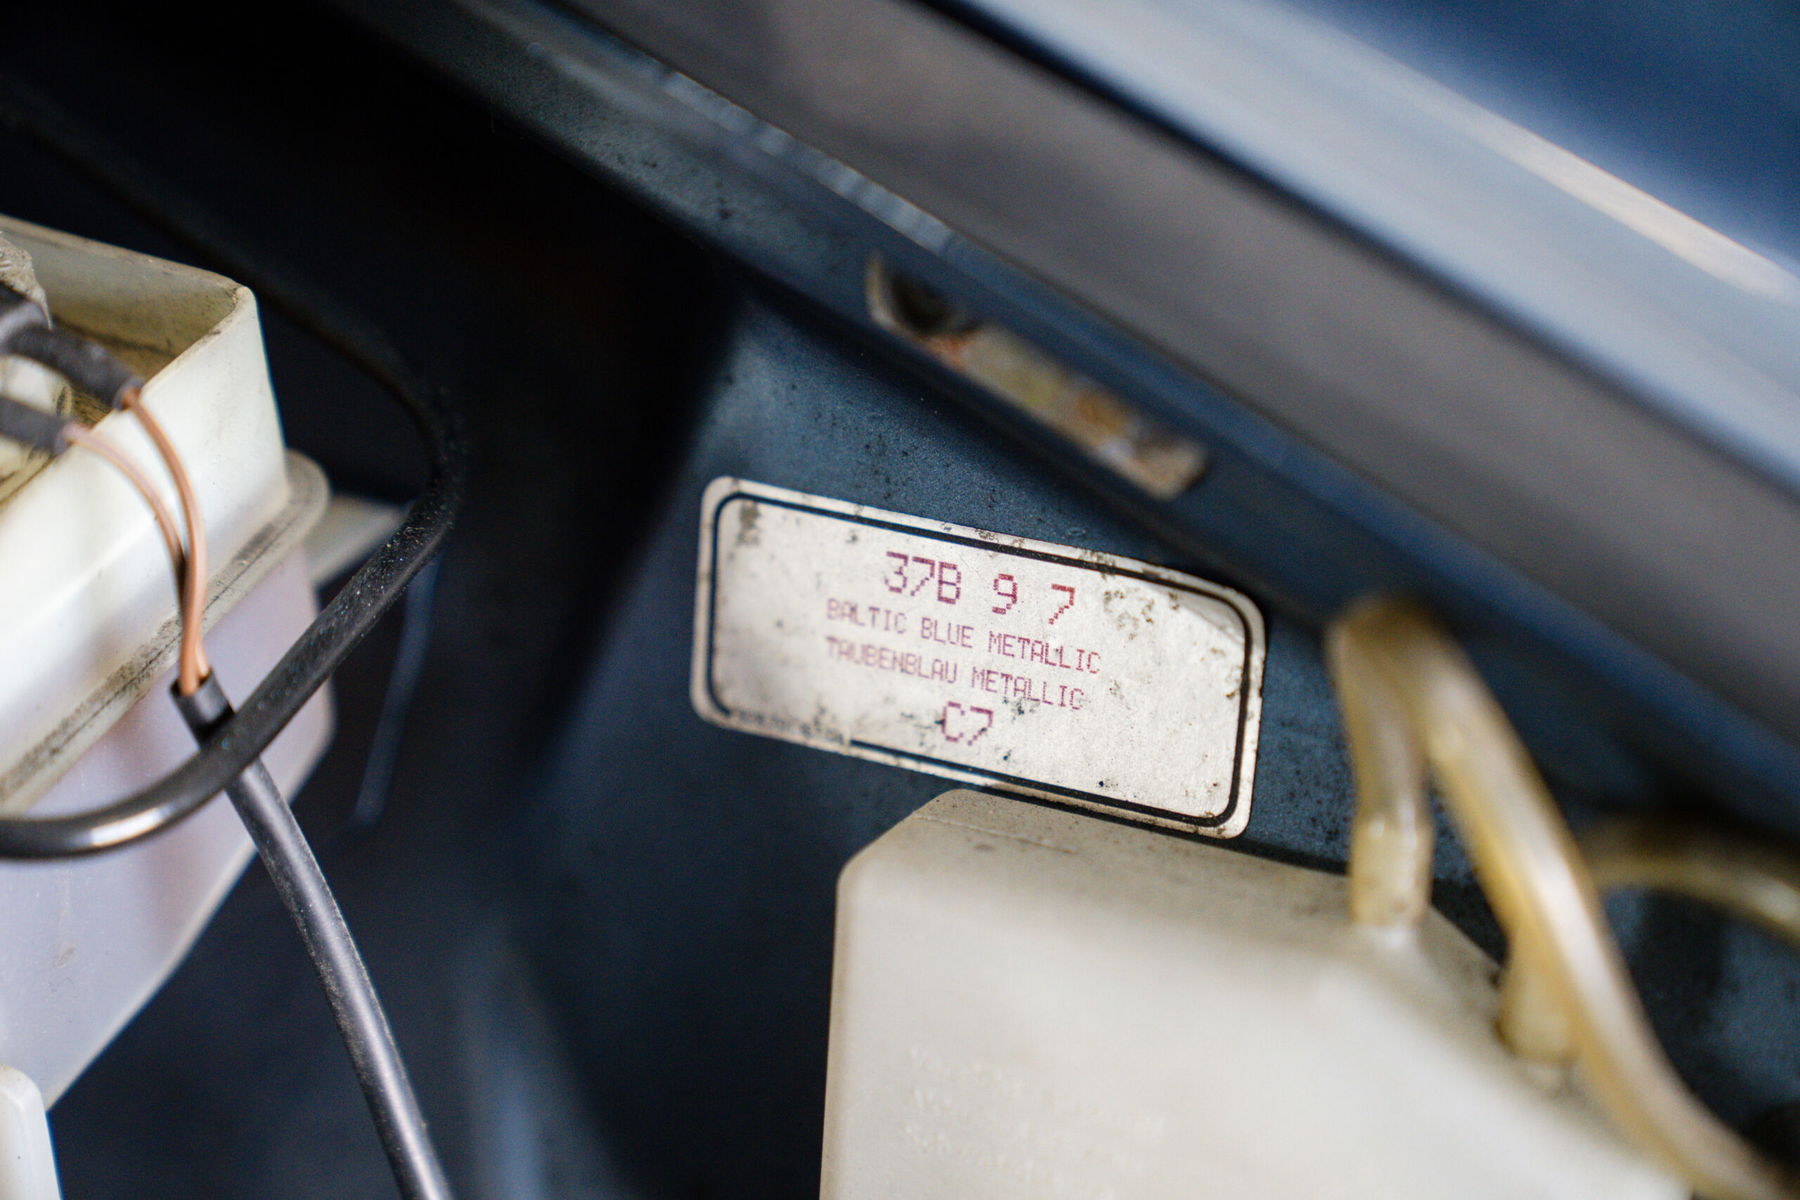 37B 9 7
BALTIC BLUE METALLIC
TAUBENBLAU METALLIC
C7